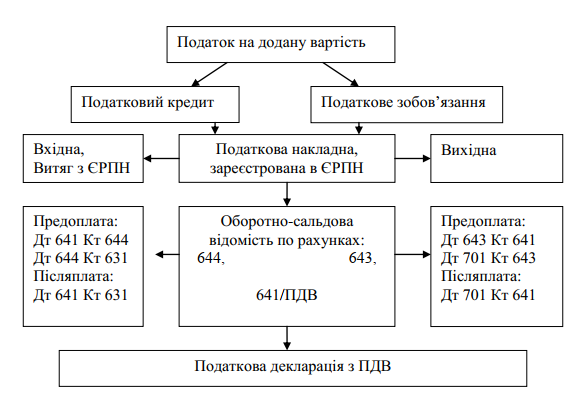 Податок на додану вартість
Податковий кредит
Податкове зобов’язання
Вхідна,
Витяг з ЄРПН
Податкова накладна,
зареєстрована в ЄРПН
Вихідна
Предоплата:
Дт 641 Кт 644
Дт 644 Кт 631
Післяплата:
Дт 641 Кт 631
Оборотно-сальдова
відомість по рахунках:
644, 643,
641/ПДВ
Предоплата:
Дт 643 Кт 641
Дт 701 Кт 643
Післяплата:
Дт 701 Кт 641
Податкова декларація з ПДВ